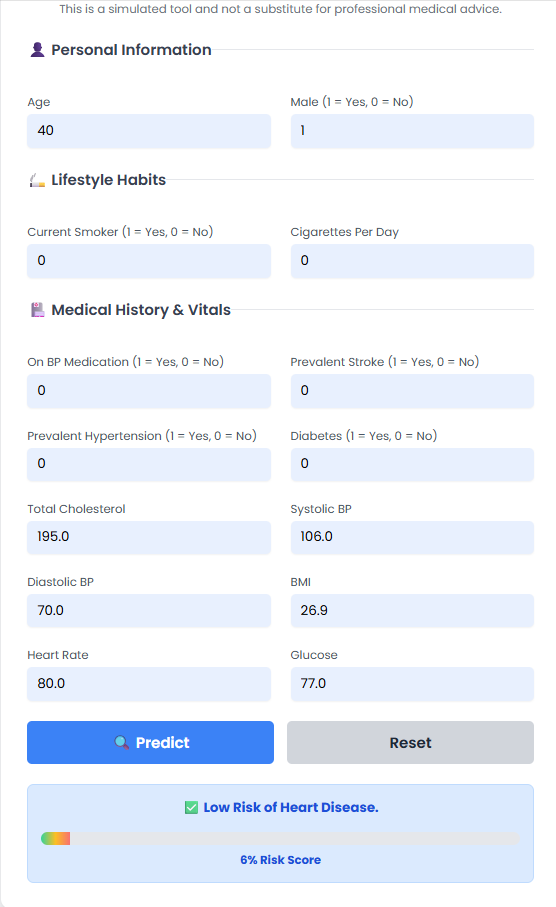 This is a simulated tool and not a substitute for professional medical advice.
Personal Information
Age Male (1 = Yes, 0 = No)
40 1
Lifestyle Habits
Current Smoker (1 = Yes, 0 = No) Cigarettes Per Day
0 0
Medical History & Vitals
On BP Medication (1 = Yes, 0 = No) Prevalent Stroke (1 = Yes, 0 = No)
0 0
Prevalent Hypertension (1 = Yes, 0 = No) Diabetes (1 = Yes, 0 = No)
0 0
Total Cholesterol Systolic BP
195.0 106.0
Diastolic BP BMI
70.0 26.9
Heart Rate Glucose
80.0 77.0
Predict Reset
Low Risk of Heart Disease.
6% Risk Score